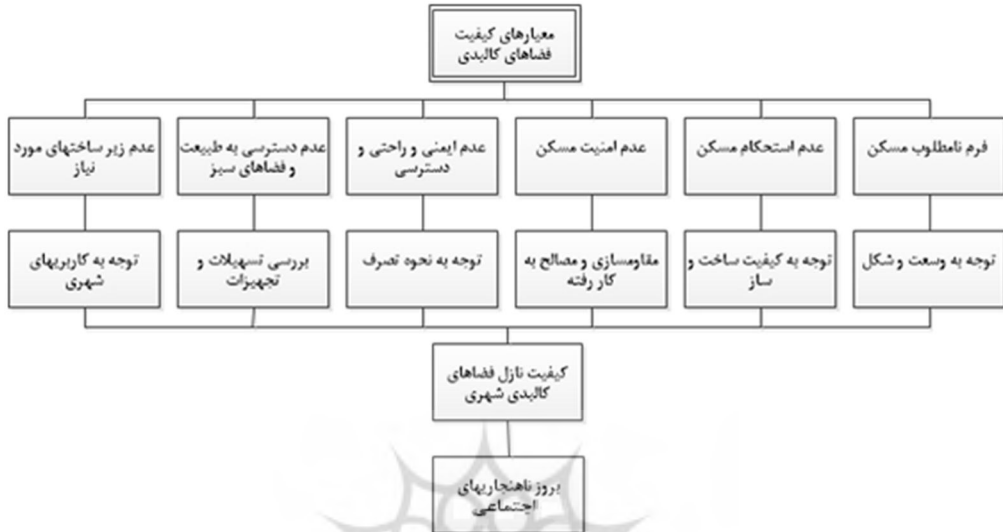 معیارهای کیفیت
فضاهای کالبدی
فرم نامطلوب مسکن
عدم استحکام مسکن
عدم امنیت مسکن
عدم ایمنی و راحتی و
دسترسی
عدم دسترسی به طبیعت
و فضاهای سبز
عدم زیر ساختهای مورد
نیاز
توجه به وسعت و شکل
توجه به کیفیت ساخت و
ساز
مقاومسازی و مصالح به
کار رفته
توجه به نحوه تصرف
بررسی تسهیلات و
تجهیزات
توجه به کاربریهای
شهری
کیفیت نازل فضاهای
کالبدی شهری
بروز ناهنجاریهای
اجتماعی